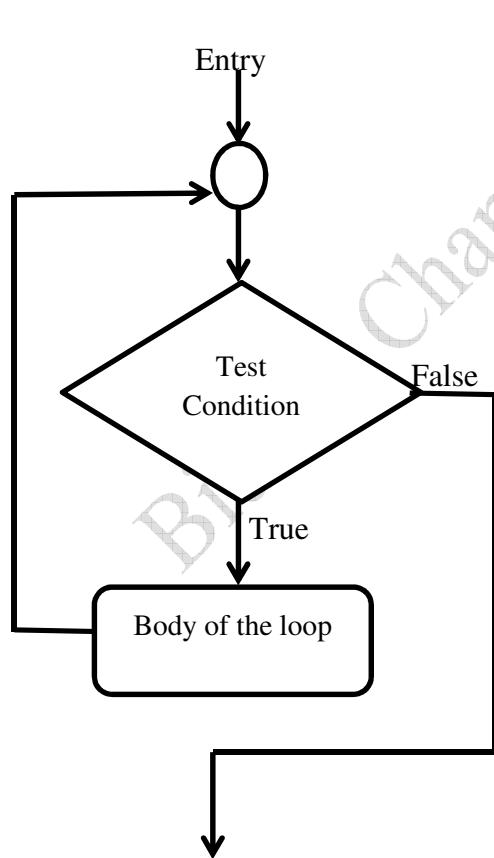 Entry
Test
Condition
False
True
Body of the loop